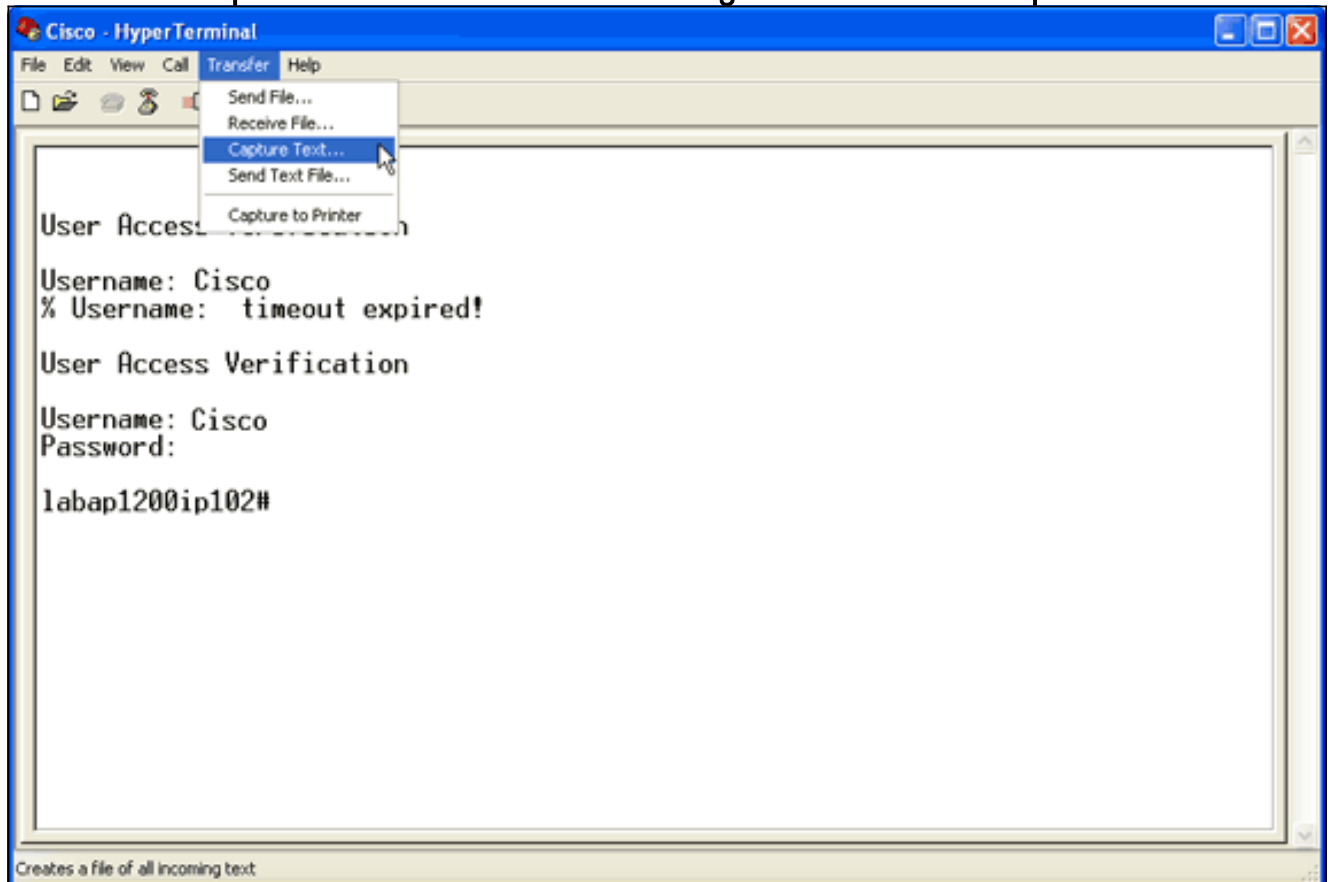 Cisco - HyperTerminal
File Edit View Call Transfer Help
Send File...
Receive File...
Capture Text...
Send Text File...
Capture to Printer
User Access
Username: Cisco
% Username:  timeout expired!
User Access Verification
Username: Cisco
Password:
labap1200ip102#
Creates a file of all incoming text